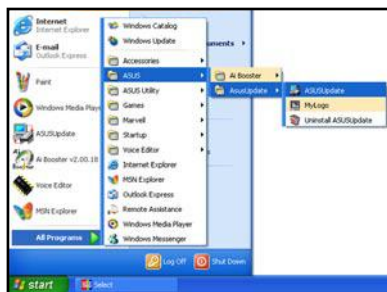 Internet
Internet Explorer
E-mail
Outlook Express
Paint
Windows Media Play
ASUSUpdate
Ai Booster v2.00.18
Voice Editor
MSN Explorer
All Programs
Windows Catalog
Windows Update
Accessories
ASUS
ASUS Utility
Games
Marvell
Startup
Voice Editor
Internet Explorer
MSN Explorer
Outlook Express
Remote Assistance
Windows Media Player
Windows Messenger
uments
Ai Booster
AsusUpdate
ASUSUpdate
MyLogo
Uninstall ASUSUpdate
Log Off
Shut Down
start
Select